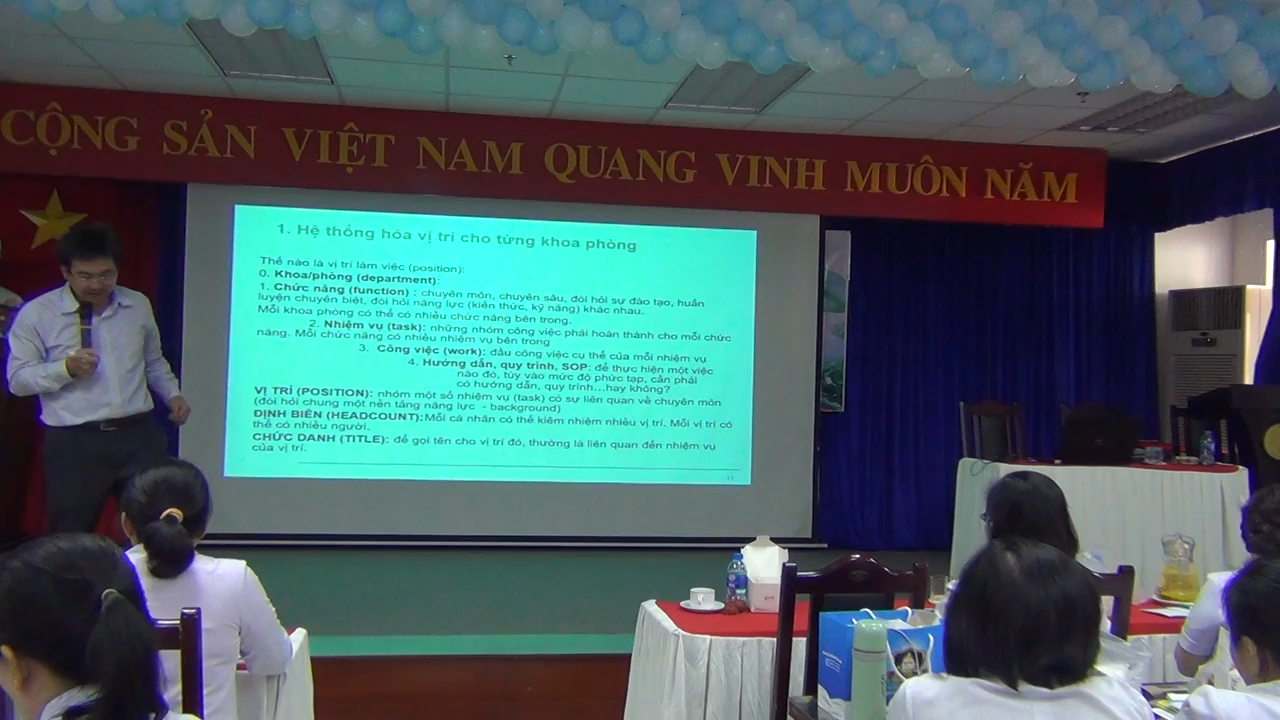 CỘNG SẢN VIỆT NAM QUANG VINH MUÔN NĂM
1. Hệ thống hóa vị trí cho từng khoa phòng
Thế nào là vị trí làm việc (position):
0. Khoa/phòng (department):
1. Chức năng (function) : chuyên môn, chuyên sâu, đòi hỏi sự đào tạo, huấn
luyện chuyên biệt, đòi hỏi năng lực (kiến thức, kỹ năng) khác nhau.
Mỗi khoa phòng có thể có nhiều chức năng bên trong.
2. Nhiệm vụ (task): những nhóm công việc phải hoàn thành cho mỗi chức
năng. Mỗi chức năng có nhiều nhiệm vụ bên trong
3. Công việc (work): đầu công việc cụ thể của mỗi nhiệm vụ
4. Hướng dẫn, quy trình, SOP: để thực hiện một việc
nào đó, tùy vào mức độ phức tạp, cần phải
có hướng dẫn, quy trình...hay không?
VỊ TRÍ (POSITION): nhóm một số nhiệm vụ (task) có sự liên quan về chuyên môn
(đòi hỏi chung một nền tảng năng lực - background)
ĐỊNH BIÊN (HEADCOUNT):Mỗi cá nhân có thể kiêm nhiệm nhiều vị trí. Mỗi vị trí có
thể có nhiều người.
CHỨC DANH (TITLE): để gọi tên cho vị trí đó, thường là liên quan đến nhiệm vụ
của vị trí.